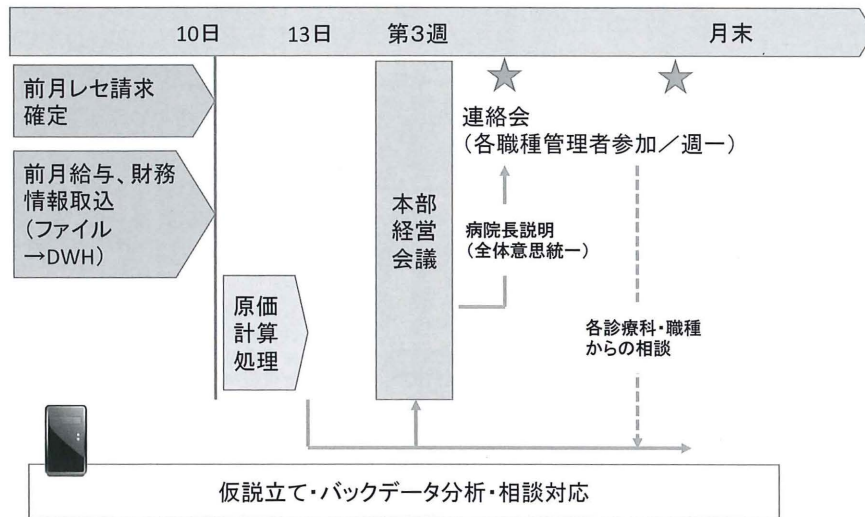 10日
13日
第3週
月末
前月レセ請求
確定
前月給与、財務
情報取込
(ファイル
→DWH)
原価
計算
処理
本部
経営
会議
連絡会
(各職種管理者参加/週一)
病院長説明
(全体意思統一)
各診療科・職種
からの相談
仮説立て・バックデータ分析・相談対応